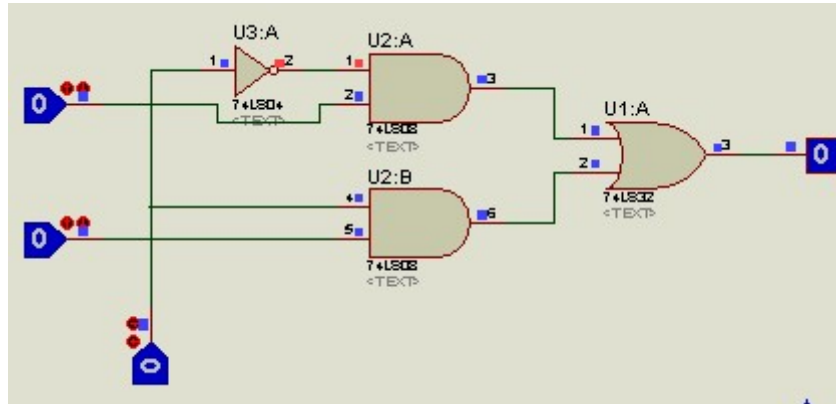 U3:A
1 2
74LS04
<TEXT>
U2:A
1
2
3
74LS08
<TEXT>
0
U1:A
1
2
3
74LS32
<TEXT>
0
U2:B
4
5
6
74LS08
<TEXT>
0
0